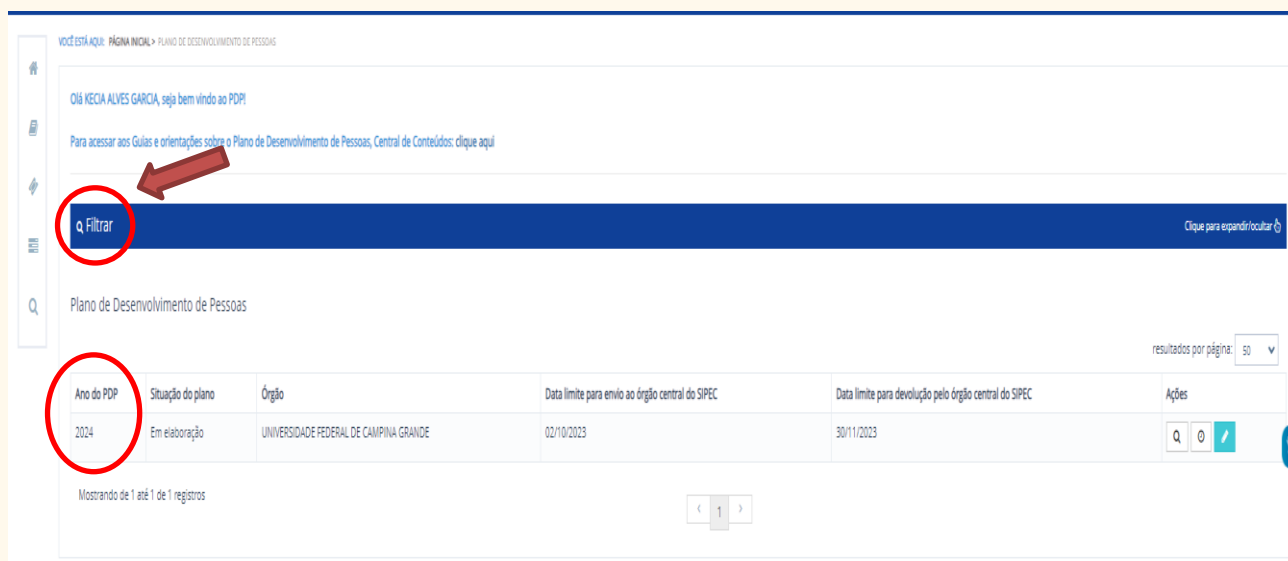 VOCÊ ESTÁ AQUI: PÁGINA INICIAL > PLANO DE DESENVOLVIMENTO DE PESSOAS
Olá KECIA ALVES GARCIA, seja bem vindo ao PDP!
Para acessar aos Guias e orientações sobre o Plano de Desenvolvimento de Pessoas, Central de Conteúdos: clique aqui
Filtrar
Clique para expandir/ocultar
Plano de Desenvolvimento de Pessoas
resultados por página: 50
Ano do PDP Situação do plano Órgão Data limite para envio ao órgão central do SIPEC Data limite para devolução pelo órgão central do SIPEC Ações
2024 Em elaboração UNIVERSIDADE FEDERAL DE CAMPINA GRANDE 02/10/2023 30/11/2023
Mostrando de 1 até 1 de 1 registros
‹ 1 ›